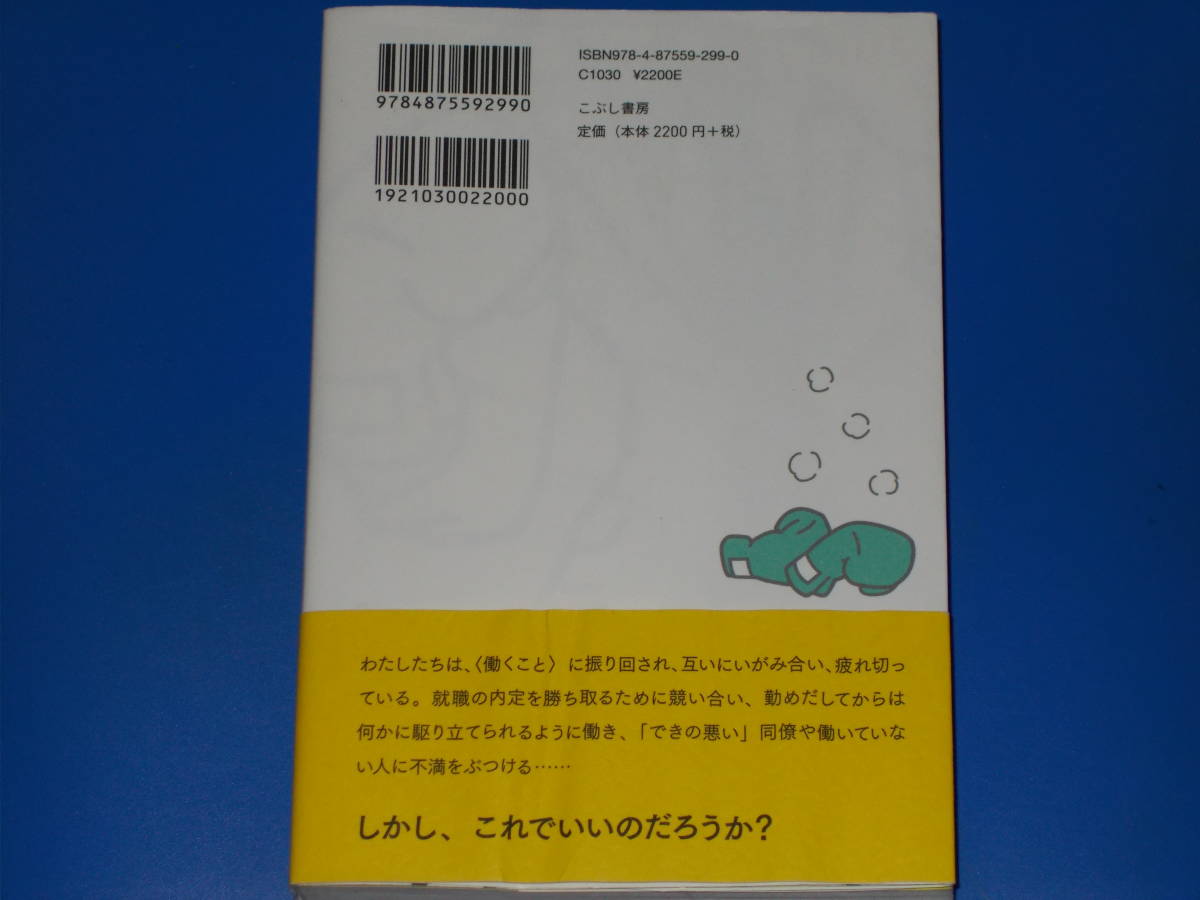 9784875592990
1921030022000
ISBN978-4-87559-299-0
C1030 ¥2200E
こぶし書房
定価（本体2200円＋税）
わたしたちは、〈働くこと〉に振り回され、互いにいがみ合い、疲れ切っ
ている。就職の内定を勝ち取るために競い合い、勤めだしてからは
何かに駆り立てられるように働き、「できの悪い」同僚や働いていな
い人に不満をぶつける……
しかし、これでいいのだろうか？